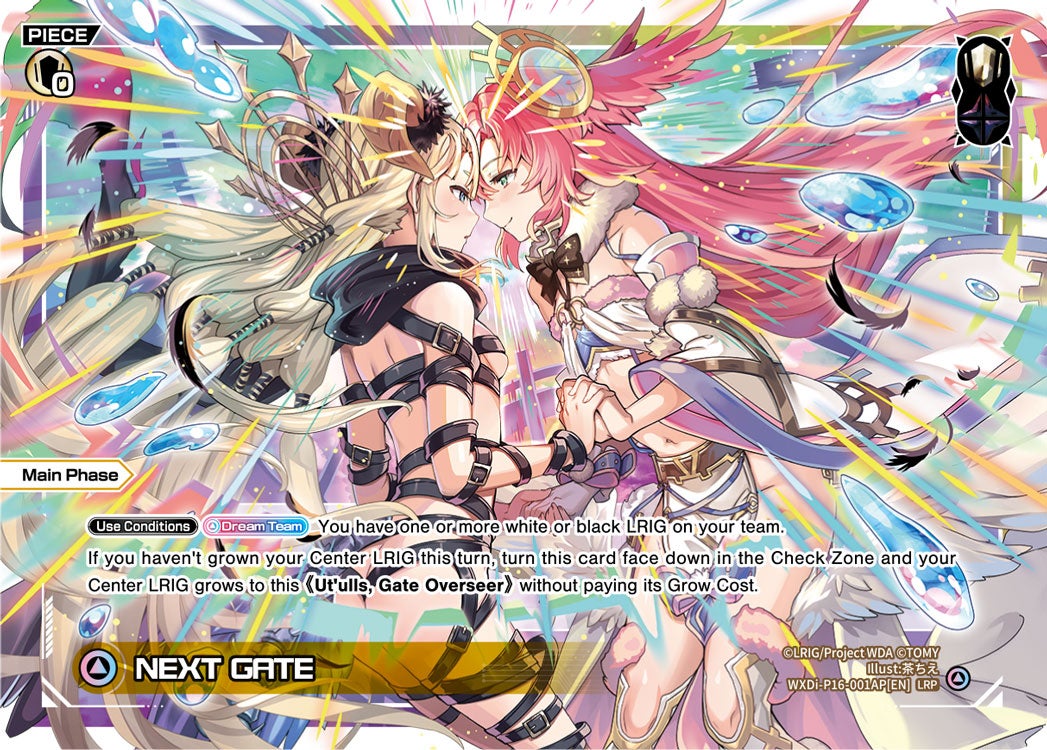 PIECE
0
Main Phase
Use Conditions Dream Team You have one or more white or black LRIG on your team.
If you haven't grown your Center LRIG this turn, turn this card face down in the Check Zone and your
Center LRIG grows to this 《Ut'ulls, Gate Overseer》 without paying its Grow Cost.
NEXT GATE
©LRIG/Project WDA ©TOMY
Illust:茶ちえ
WXDi-P16-001AP[EN] LRP